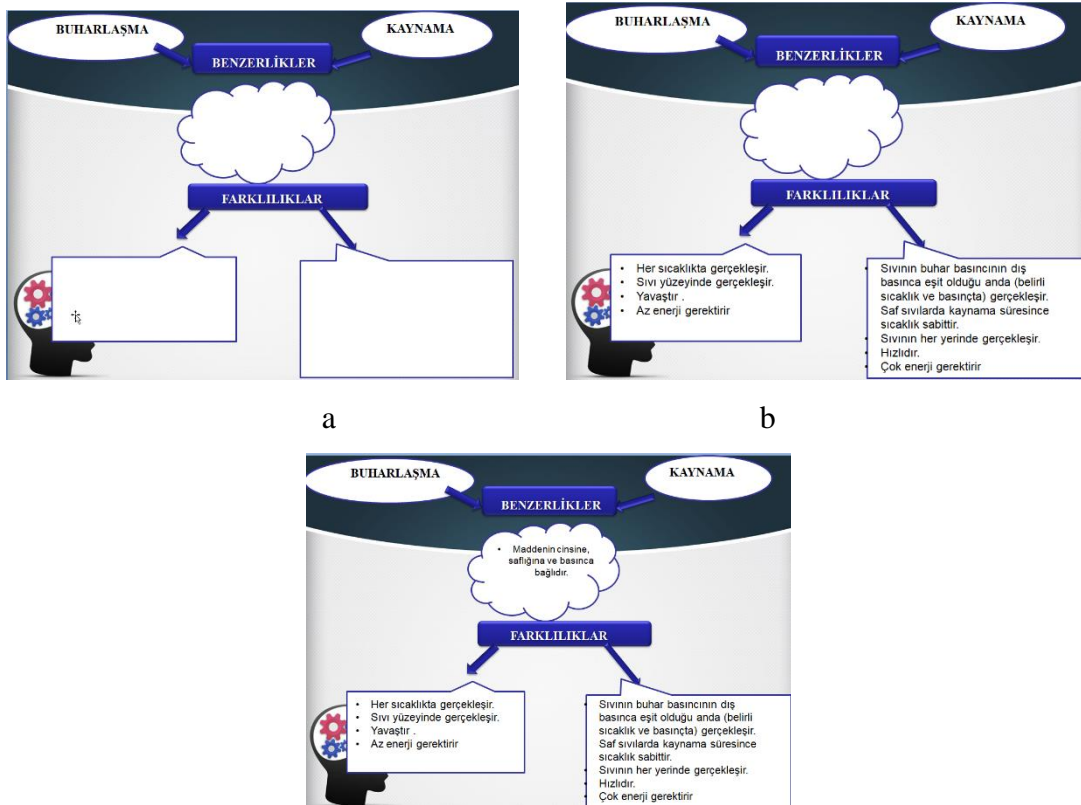 BUHARLAŞMA
KAYNAMA
BENZERLİKLER
FARKLILIKLAR
a
BUHARLAŞMA
KAYNAMA
BENZERLİKLER
FARKLILIKLAR
• Her sıcaklıkta gerçekleşir.
• Sıvı yüzeyinde gerçekleşir.
• Yavaştır .
• Az enerji gerektirir
• Sıvının buhar basıncının dış
basınca eşit olduğu anda (belirli
sıcaklık ve basınçta) gerçekleşir.
Saf sıvılarda kaynama süresince
sıcaklık sabittir.
• Sıvının her yerinde gerçekleşir.
• Hızlıdır.
• Çok enerji gerektirir
b
BUHARLAŞMA
KAYNAMA
BENZERLİKLER
• Maddenin cinsine,
saflığına ve basınca
bağlıdır.
FARKLILIKLAR
• Her sıcaklıkta gerçekleşir.
• Sıvı yüzeyinde gerçekleşir.
• Yavaştır .
• Az enerji gerektirir
• Sıvının buhar basıncının dış
basınca eşit olduğu anda (belirli
sıcaklık ve basınçta) gerçekleşir.
Saf sıvılarda kaynama süresince
sıcaklık sabittir.
• Sıvının her yerinde gerçekleşir.
• Hızlıdır.
• Çok enerji gerektirir